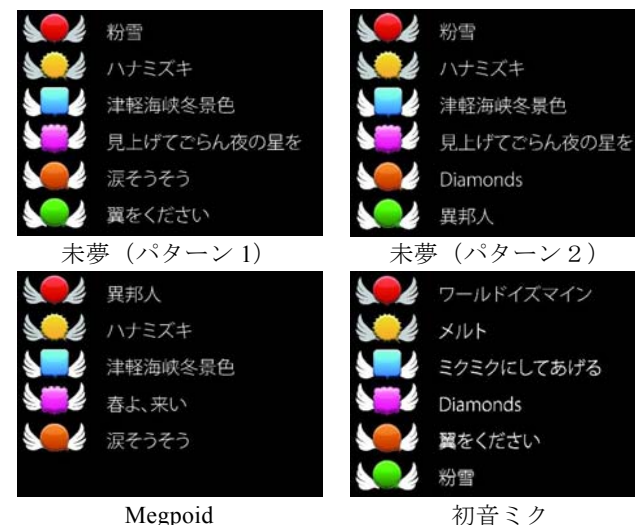 粉雪
ハナミズキ
津軽海峡冬景色
見上げてごらん夜の星を
涙そうそう
翼をください
未夢（パターン 1）
粉雪
ハナミズキ
津軽海峡冬景色
見上げてごらん夜の星を
Diamonds
異邦人
未夢（パターン２）
異邦人
ハナミズキ
津軽海峡冬景色
春よ、来い
涙そうそう
Megpoid
ワールドイズマイン
メルト
ミクミクにしてあげる
Diamonds
翼をください
粉雪
初音ミク